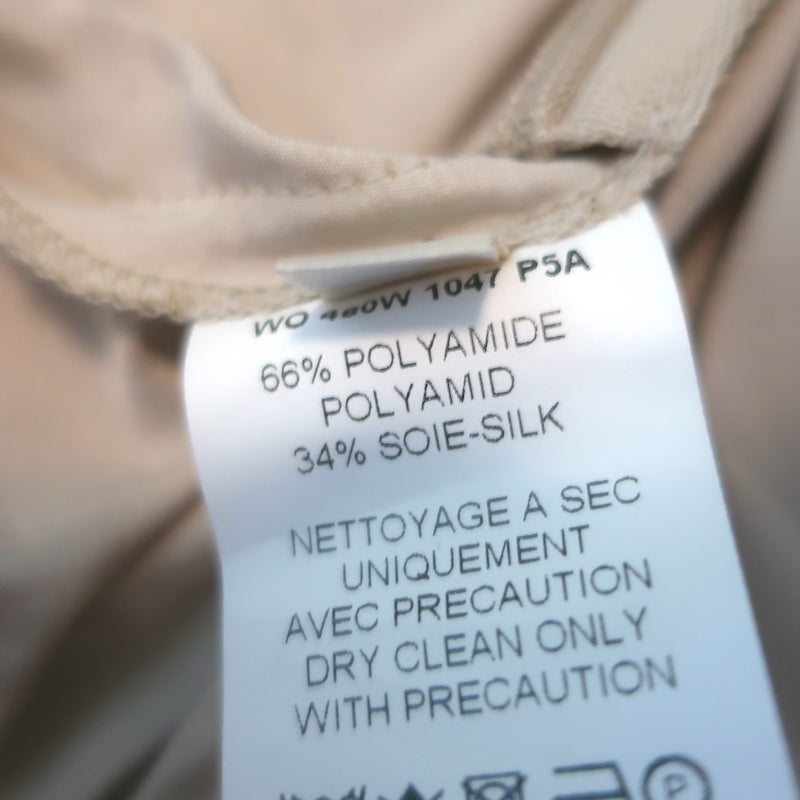 WO 480W 1047 P5A
66% POLYAMIDE
POLYAMID
34% SOIE-SILK
NETTOYAGE A SEC
UNIQUEMENT
AVEC PRECAUTION
DRY CLEAN ONLY
WITH PRECAUTION
P